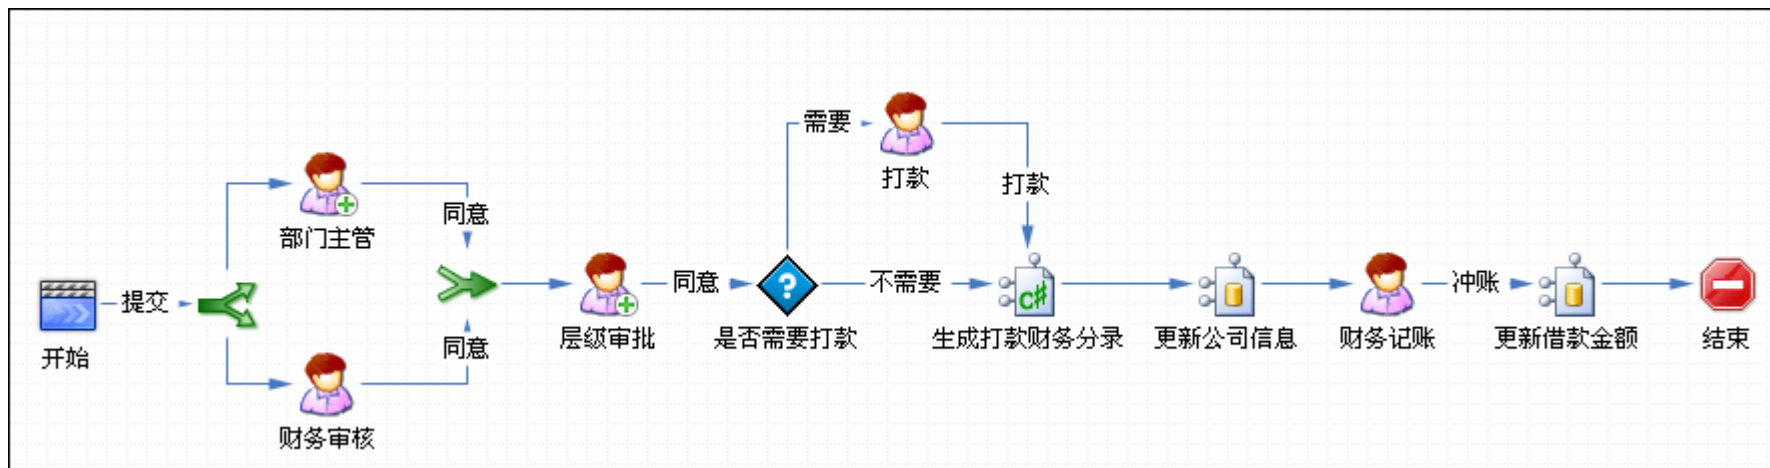 需要
打款
打款
部门主管
同意
提交
开始
同意
层级审批
同意
是否需要打款
不需要
C#
生成打款财务分录
更新公司信息
财务记账
冲账
更新借款金额
结束
同意
财务审核